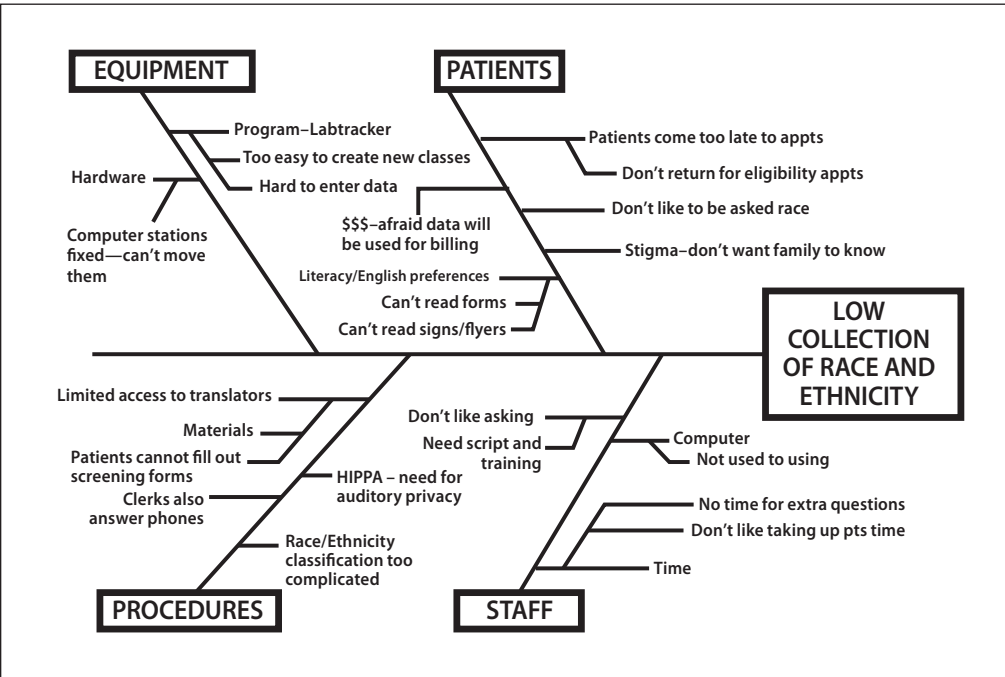 EQUIPMENT
PATIENTS
Program–Labtracker
Too easy to create new classes
Hard to enter data
Hardware
Computer stations
fixed—can’t move
them
Patients come too late to appts
Don’t return for eligibility appts
$$$–afraid data will
be used for billing
Don’t like to be asked race
Stigma–don’t want family to know
Literacy/English preferences
Can’t read forms
Can’t read signs/flyers
LOW
COLLECTION
OF RACE AND
ETHNICITY
Limited access to translators
Materials
Patients cannot fill out
screening forms
Clerks also
answer phones
HIPPA – need for
auditory privacy
Race/Ethnicity
classification too
complicated
PROCEDURES
Don’t like asking
Need script and
training
Computer
Not used to using
No time for extra questions
Don’t like taking up pts time
Time
STAFF